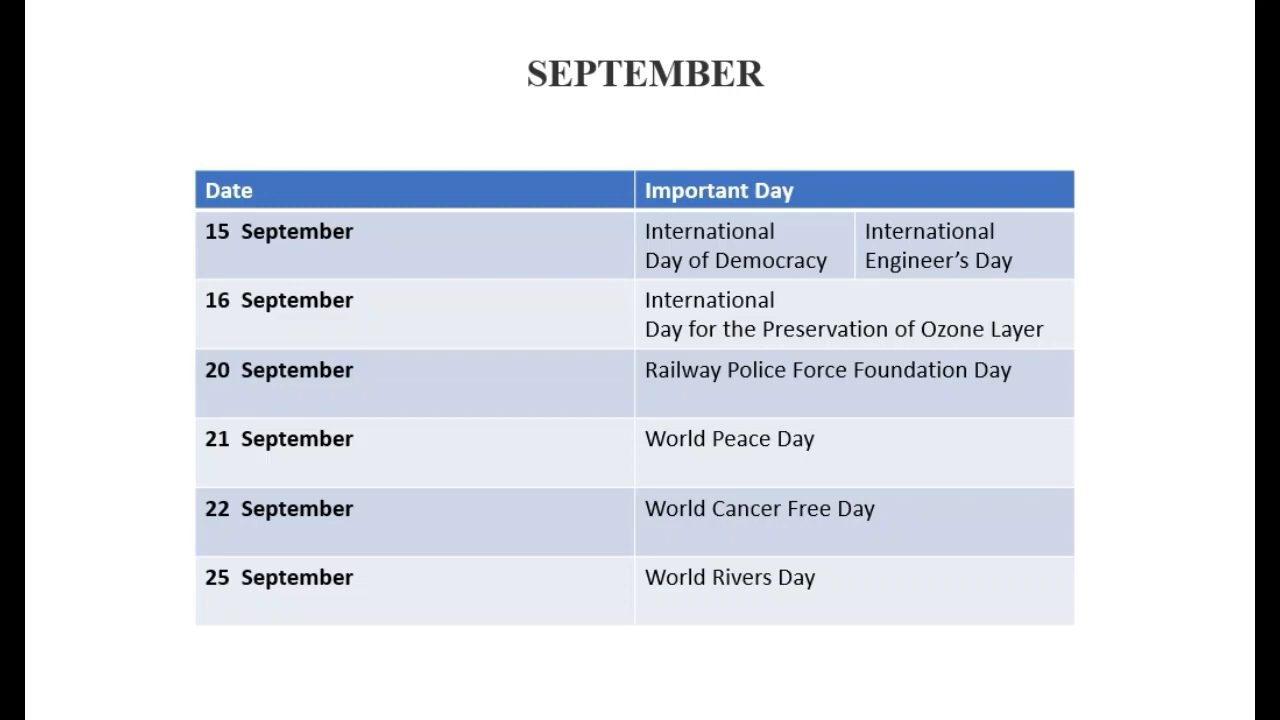 SEPTEMBER
Date Important Day
15 September
International
Day of Democracy
International
Engineer’s Day
16 September
International
Day for the Preservation of Ozone Layer
20 September Railway Police Force Foundation Day
21 September World Peace Day
22 September World Cancer Free Day
25 September World Rivers Day